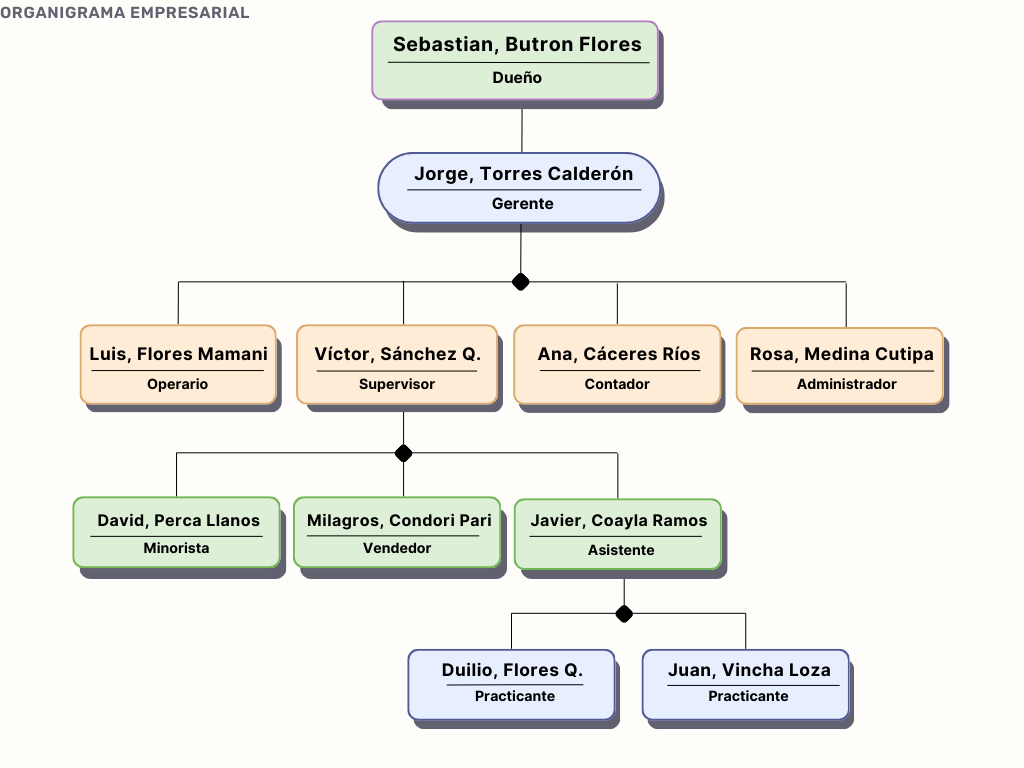 ORGANIGRAMA EMPRESARIAL
Sebastian, Butron Flores
Dueño
Jorge, Torres Calderón
Gerente
Luis, Flores Mamani
Operario
Víctor, Sánchez Q.
Supervisor
Ana, Cáceres Ríos
Contador
Rosa, Medina Cutipa
Administrador
David, Perca Llanos
Minorista
Milagros, Condori Pari
Vendedor
Javier, Coayla Ramos
Asistente
Duilio, Flores Q.
Practicante
Juan, Vincha Loza
Practicante